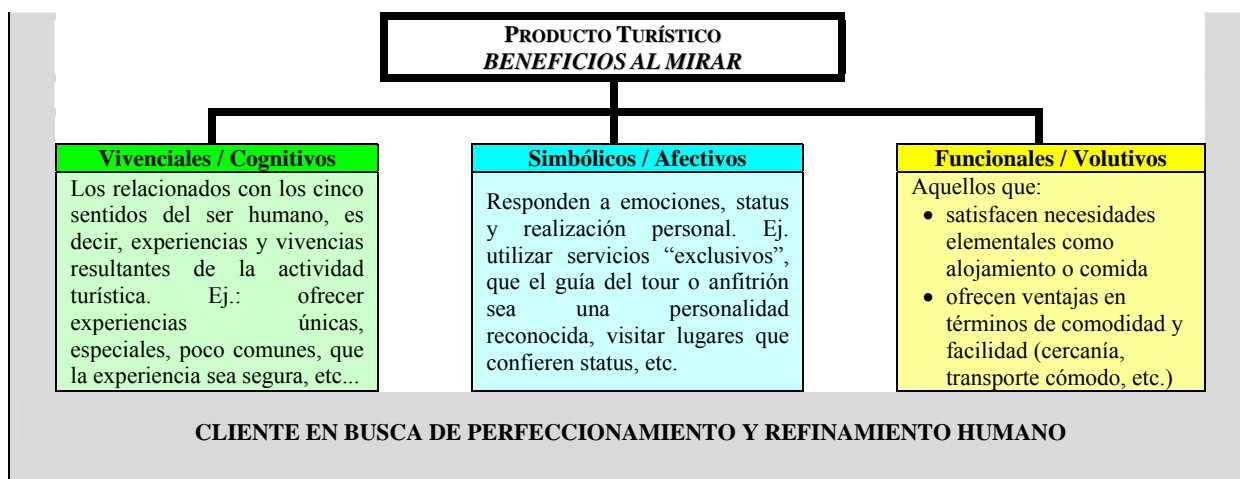 PRODUCTO TURÍSTICO
BENEFICIOS AL MIRAR
Vivenciales / Cognitivos
Los relacionados con los cinco
sentidos del ser humano, es
decir, experiencias y vivencias
resultantes de la actividad
turística. Ej.: ofrecer
experiencias únicas,
especiales, poco comunes, que
la experiencia sea segura, etc...
Simbólicos / Afectivos
Responden a emociones, status
y realización personal. Ej.
utilizar servicios “exclusivos”,
que el guía del tour o anfitrión
sea una personalidad
reconocida, visitar lugares que
confieren status, etc.
Funcionales / Volutivos
Aquellos que:
• satisfacen necesidades
elementales como
alojamiento o comida
• ofrecen ventajas en
términos de comodidad y
facilidad (cercanía,
transporte cómodo, etc.)
CLIENTE EN BUSCA DE PERFECCIONAMIENTO Y REFINAMIENTO HUMANO